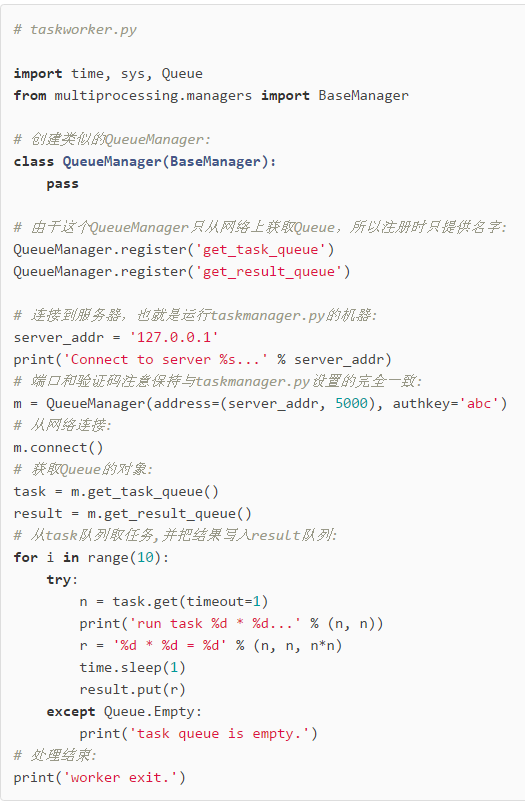 # taskworker.py

import time, sys, Queue
from multiprocessing.managers import BaseManager

# 创建类似的QueueManager:
class QueueManager(BaseManager):
    pass

# 由于这个QueueManager只从网络上获取Queue，所以注册时只提供名字:
QueueManager.register('get_task_queue')
QueueManager.register('get_result_queue')

# 连接到服务器，也就是运行taskmanager.py的机器:
server_addr = '127.0.0.1'
print('Connect to server %s...' % server_addr)
# 端口和验证码注意保持与taskmanager.py设置的完全一致:
m = QueueManager(address=(server_addr, 5000), authkey='abc')
# 从网络连接:
m.connect()
# 获取Queue的对象:
task = m.get_task_queue()
result = m.get_result_queue()
# 从task队列取任务,并把结果写入result队列:
for i in range(10):
    try:
        n = task.get(timeout=1)
        print('run task %d * %d...' % (n, n))
        r = '%d * %d = %d' % (n, n, n*n)
        time.sleep(1)
        result.put(r)
    except Queue.Empty:
        print('task queue is empty.')
# 处理结束:
print('worker exit.')